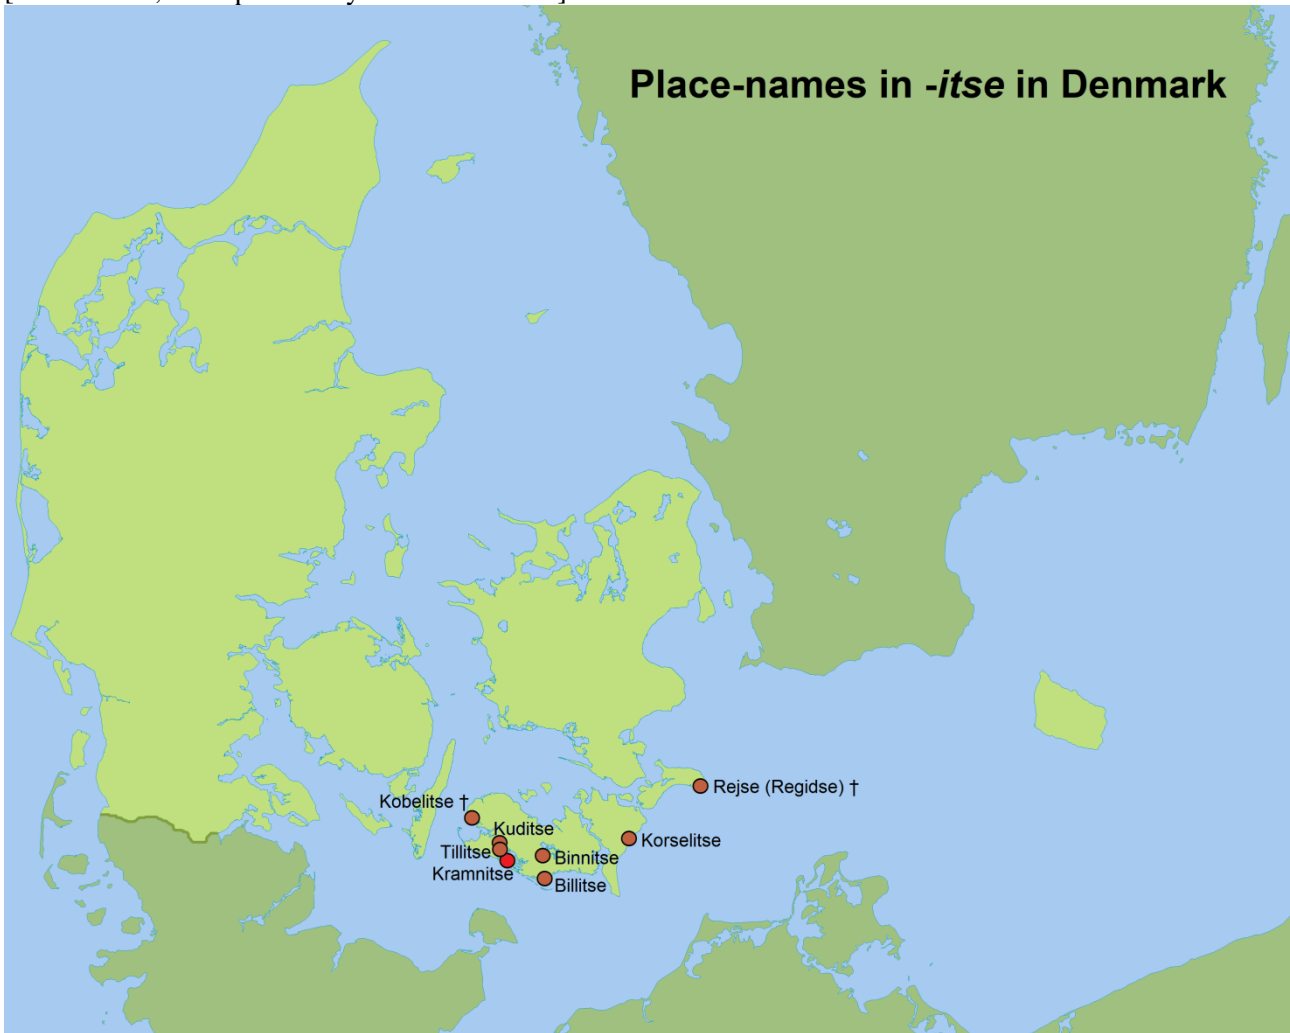 Place-names in -itse in Denmark
Rejse (Regidse) †
Kobelitse †
Kuditse
Korselitse
Tillitse
Binnitse
Kramnitse
Billitse